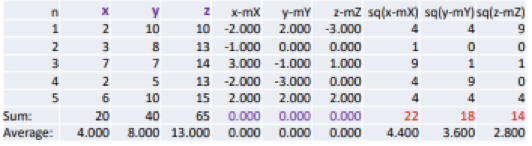 n x y z x-mX y-mY z-mZ sq(x-mX) sq(y-mY) sq(z-mZ)
1 2 10 10 -2.000 2.000 -3.000 4 4 9
2 3 8 13 -1.000 0.000 0.000 1 0 0
3 7 7 14 3.000 -1.000 1.000 9 1 1
4 2 5 13 -2.000 -3.000 0.000 4 9 0
5 6 10 15 2.000 2.000 2.000 4 4 4
Sum: 20 40 65 0.000 0.000 0.000 22 18 14
Average: 4.000 8.000 13.000 0.000 0.000 0.000 4.400 3.600 2.800